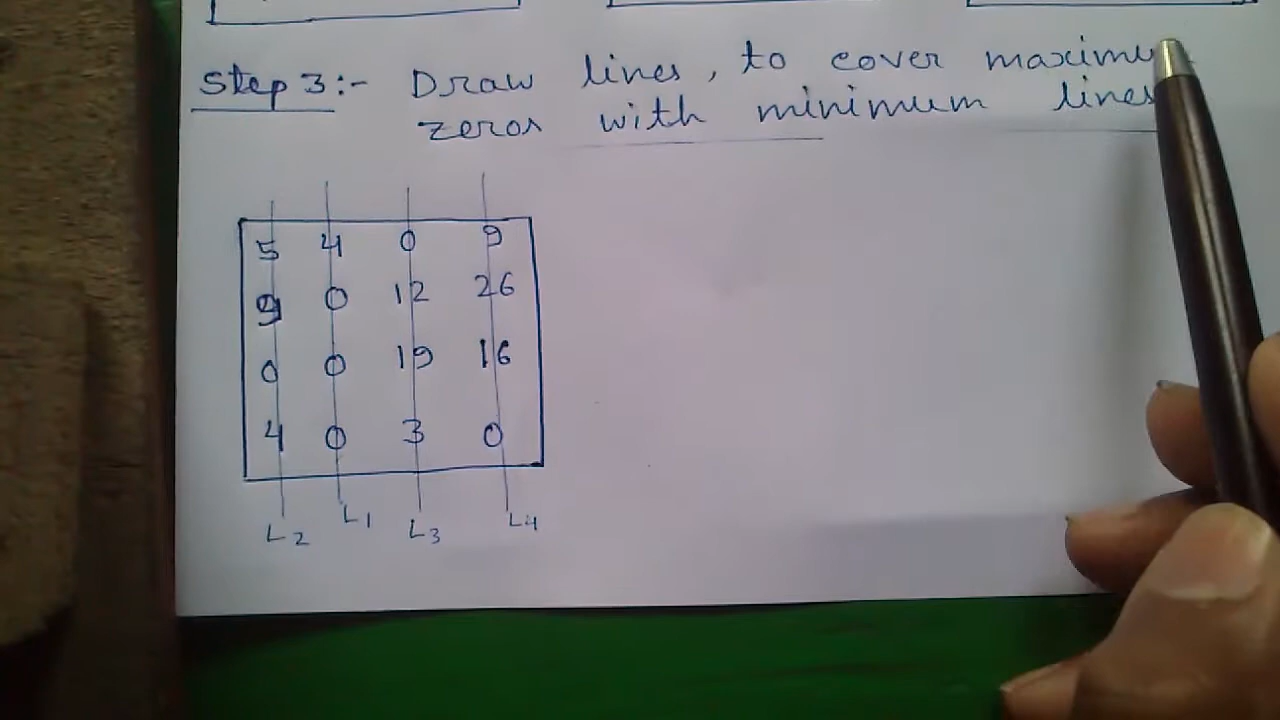 Step 3:- Draw lines, to cover maximu
zeros with minimum lines
5 4 0 9
9 0 12 26
0 0 19 16
4 0 3 0
L2 L1 L3 L4